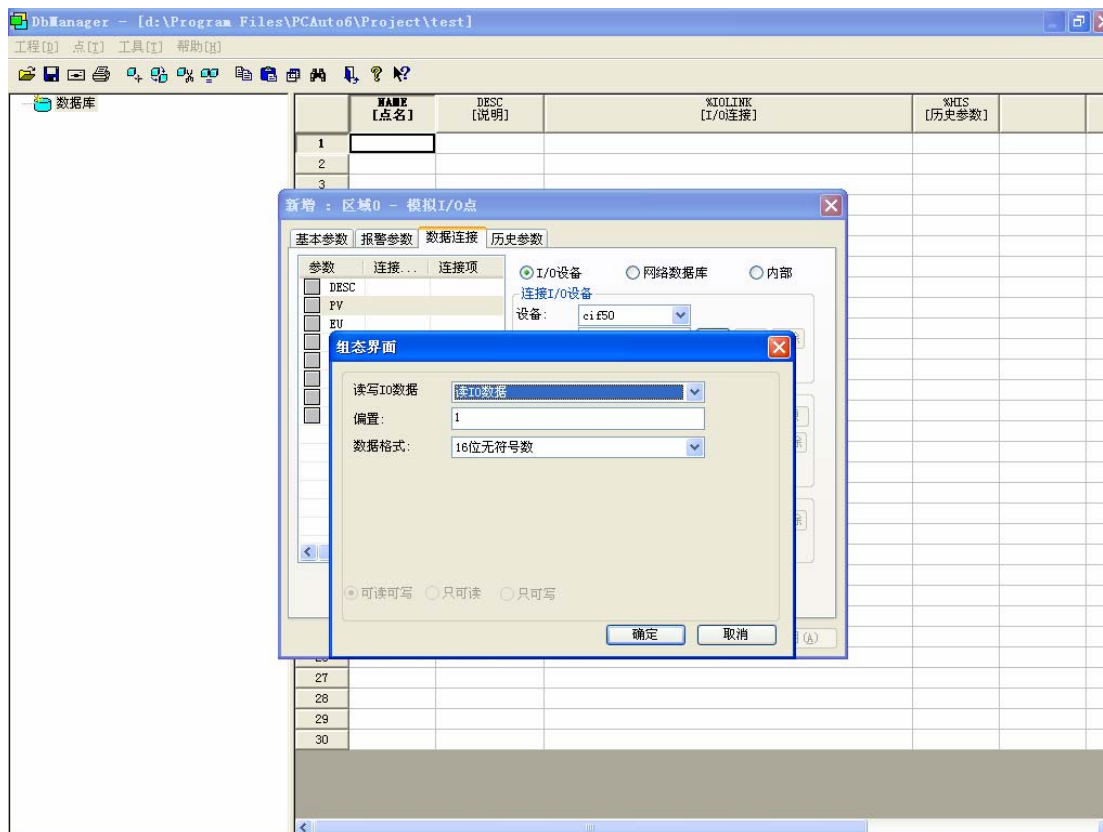 DbManager - [d:\Program Files\PCAuto6\Project\test]
工程[D] 点[T] 工具[T] 帮助[H]
数据库
NAME DESC %IOLINK %HIS
[点名] [说明] [I/O连接] [历史参数]
1
2
3
新增 : 区域0 - 模拟I/O点
基本参数 报警参数 数据连接 历史参数
参数 连接... 连接项
I/O设备 网络数据库 内部
DESC
连接I/O设备
PV
设备: cif50
EU
组态界面
读写IO数据 读IO数据
偏置: 1
数据格式: 16位无符号数
可读可写 只可读 只可写
确定 取消
(A)
27
28
29
30